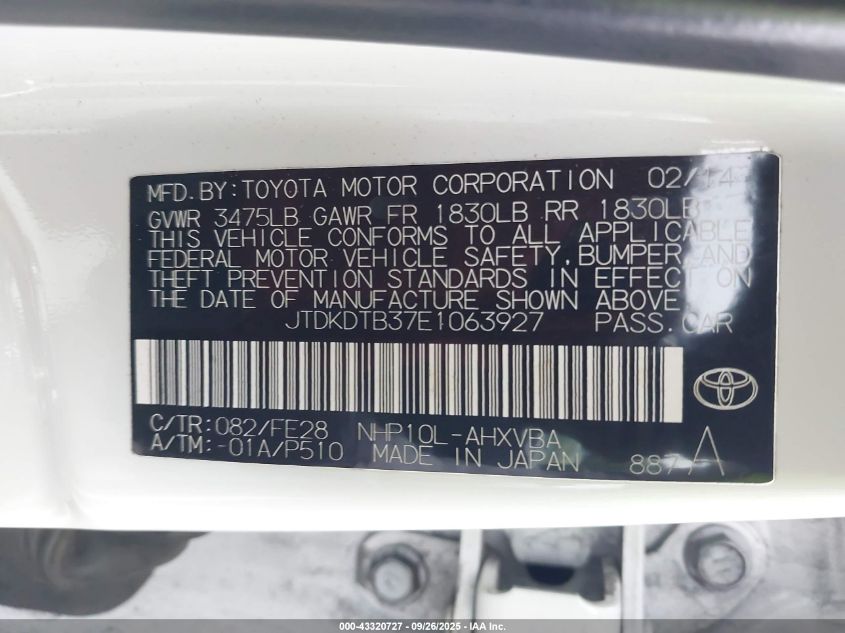 MFD. BY: TOYOTA MOTOR CORPORATION 02/14
GVWR 3475LB GAWR FR 1830LB RR 1830LB
THIS VEHICLE CONFORMS TO ALL APPLICABLE
FEDERAL MOTOR VEHICLE SAFETY, BUMPER AND
THEFT PREVENTION STANDARDS IN EFFECT ON
THE DATE OF MANUFACTURE SHOWN ABOVE.
JTDKDTB37E1063927 PASS. CAR
C/TR: 082/FE28 NHP10L-AHXVBA
A/TM: -01A/P510 MADE IN JAPAN 887 A
000-43320727 - 09/26/2025 - IAA, Inc.